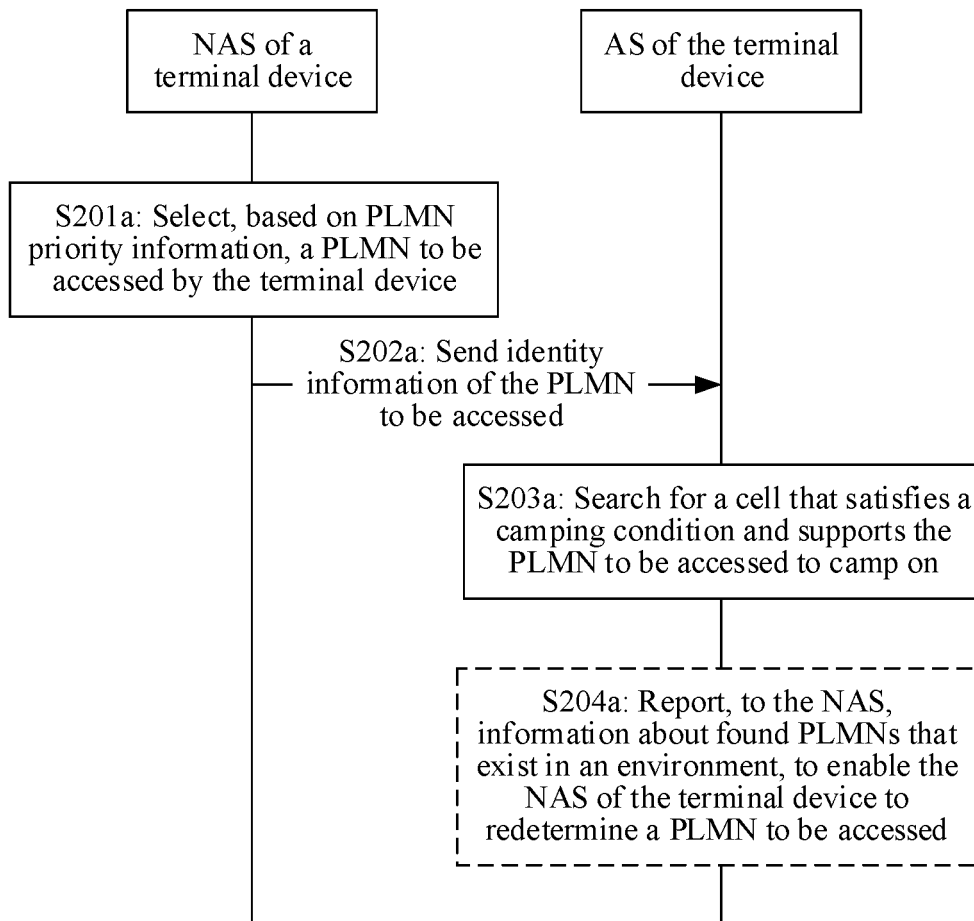 NAS of a
terminal device
AS of the terminal
device
S201a: Select, based on PLMN
priority information, a PLMN to be
accessed by the terminal device
S202a: Send identity
information of the PLMN
to be accessed
S203a: Search for a cell that satisfies a
camping condition and supports the
PLMN to be accessed to camp on
S204a: Report, to the NAS,
information about found PLMNs that
exist in an environment, to enable the
NAS of the terminal device to
redetermine a PLMN to be accessed